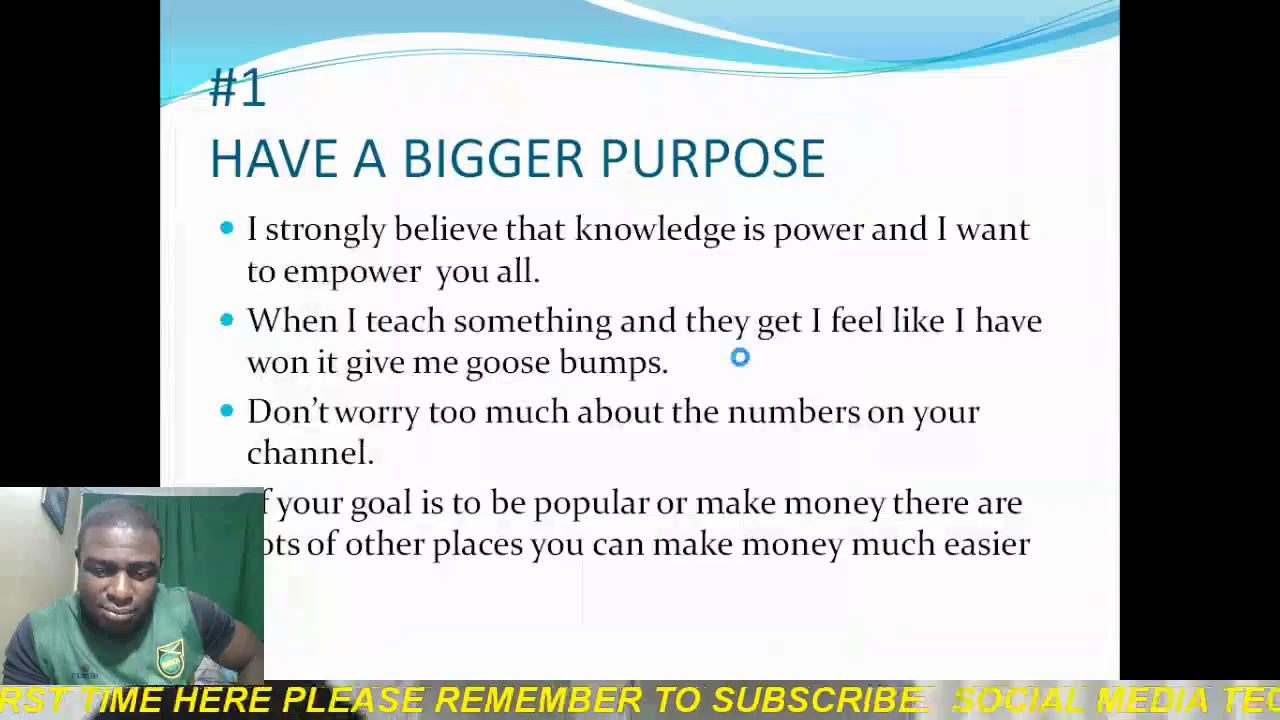 #1
HAVE A BIGGER PURPOSE
I strongly believe that knowledge is power and I want
to empower you all.
When I teach something and they get I feel like I have
won it give me goose bumps.
Don't worry too much about the numbers on your
channel.
f your goal is to be popular or make money there are
ots of other places you can make money much easier
RST TIME HERE PLEASE REMEMBER TO SUBSCRIBE. SOCIAL MEDIA TE